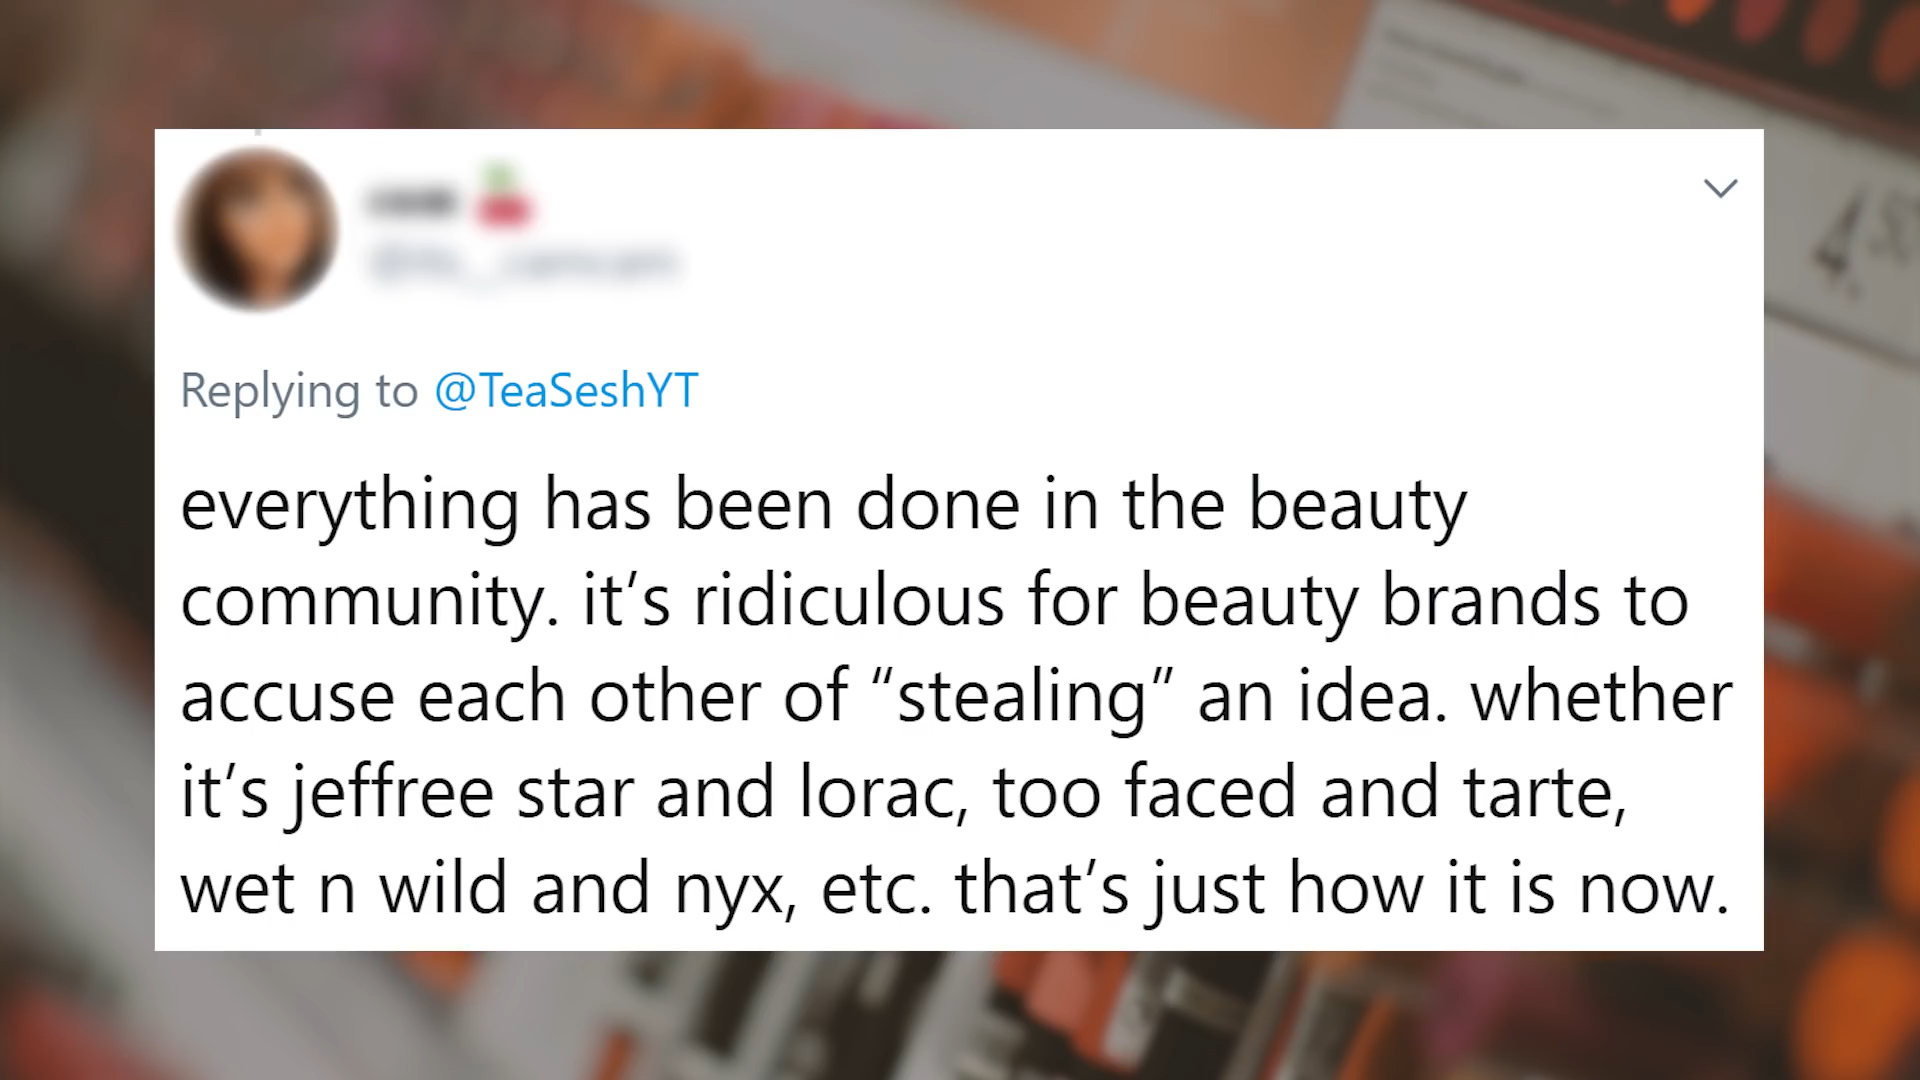 Replying to @TeaSeshYT
everything has been done in the beauty
community. it’s ridiculous for beauty brands to
accuse each other of “stealing” an idea. whether
it’s jeffree star and lorac, too faced and tarte,
wet n wild and nyx, etc. that’s just how it is now.